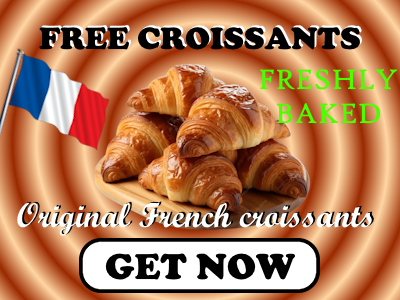 FREE CROISSANTS
FRESHLY
BAKED
Original French croissants
GET NOW